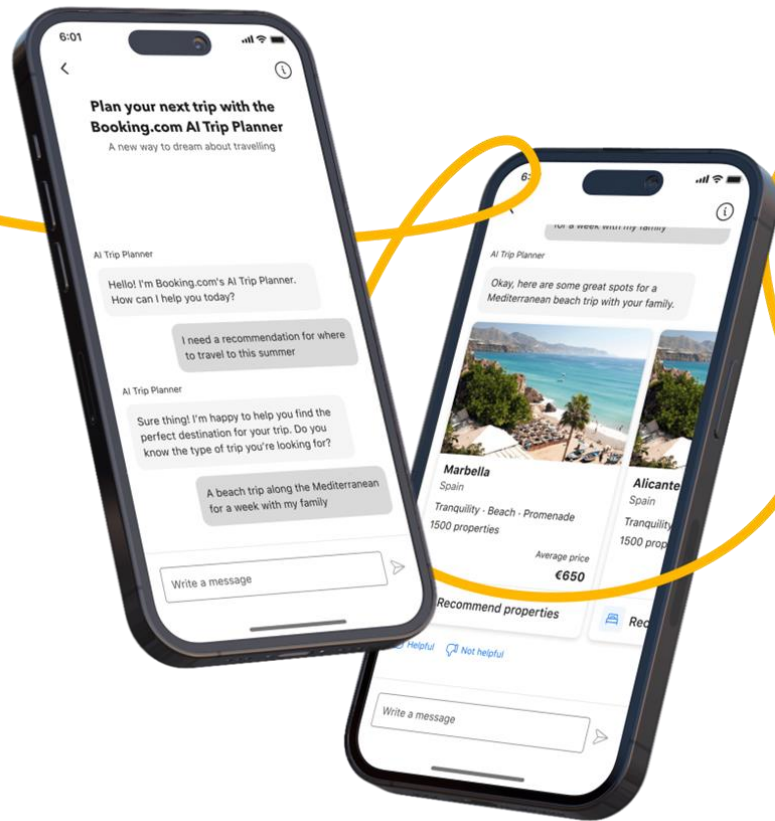 6:01
Plan your next trip with the
Booking.com AI Trip Planner
A new way to dream about travelling
AI Trip Planner
Hello! I'm Booking.com's AI Trip Planner.
How can I help you today?
I need a recommendation for where
to travel to this summer
AI Trip Planner
Sure thing! I'm happy to help you find the
perfect destination for your trip. Do you
know the type of trip you're looking for?
A beach trip along the Mediterranean
for a week with my family
Write a message
6:
for a week with my family
AI Trip Planner
Okay, here are some great spots for a
Mediterranean beach trip with your family.
Marbella
Spain
Tranquility · Beach · Promenade
1500 properties
Average price
€650
Recommend properties
Alicante
Spain
Tranquility
1500 prop
Rec
Helpful
Not helpful
Write a message